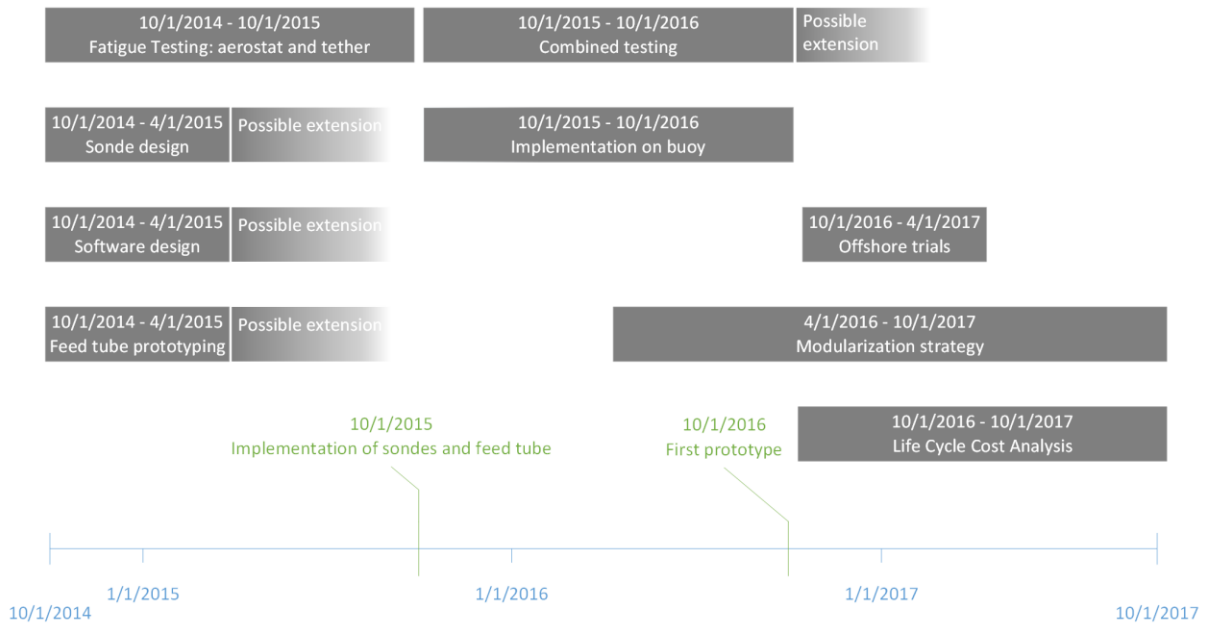 10/1/2014 - 10/1/2015
Fatigue Testing: aerostat and tether
10/1/2015 - 10/1/2016
Combined testing
Possible
extension
10/1/2014 - 4/1/2015
Sonde design
Possible extension
10/1/2015 - 10/1/2016
Implementation on buoy
10/1/2014 - 4/1/2015
Software design
Possible extension
10/1/2016 - 4/1/2017
Offshore trials
10/1/2014 - 4/1/2015
Feed tube prototyping
Possible extension
4/1/2016 - 10/1/2017
Modularization strategy
10/1/2015
Implementation of sondes and feed tube
10/1/2016
First prototype
10/1/2016 - 10/1/2017
Life Cycle Cost Analysis
1/1/2015
1/1/2016
1/1/2017
10/1/2014
10/1/2017